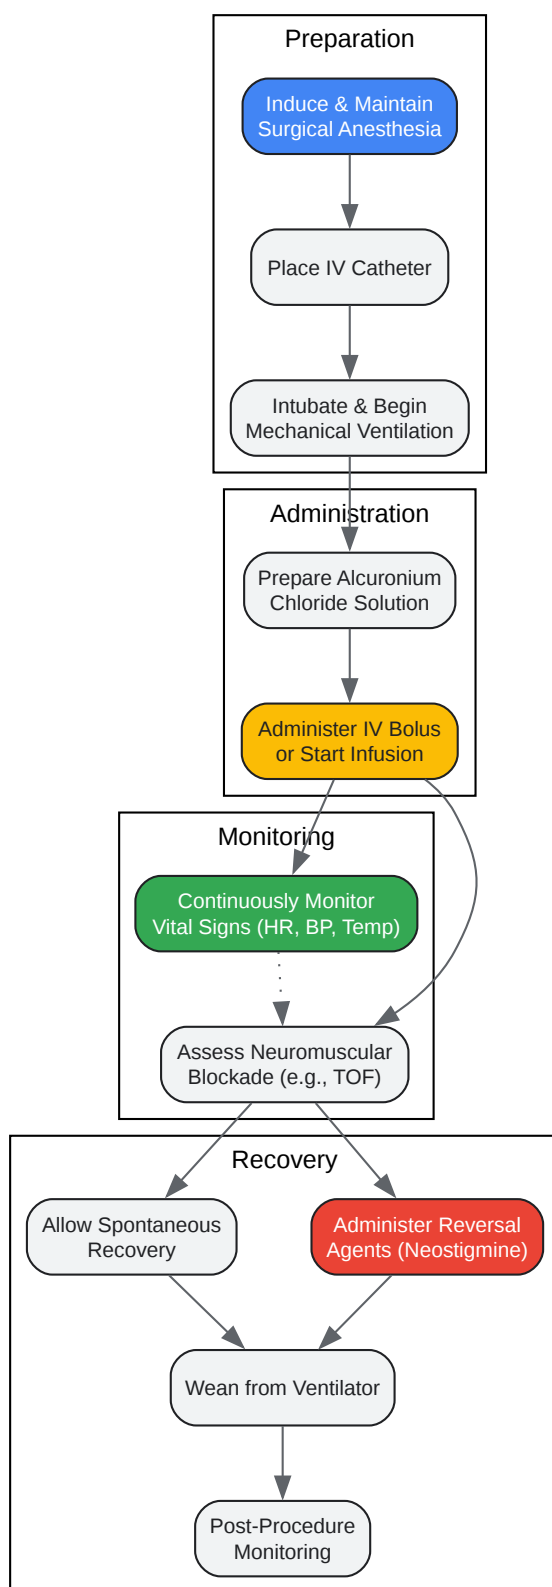 Preparation
Induce & Maintain
Surgical Anesthesia
Place IV Catheter
Intubate & Begin
Mechanical Ventilation
Administration
Prepare Alcuronium
Chloride Solution
Administer IV Bolus
or Start Infusion
Monitoring
Continuously Monitor
Vital Signs (HR, BP, Temp)
Assess Neuromuscular
Blockade (e.g., TOF)
Recovery
Allow Spontaneous
Recovery
Administer Reversal
Agents (Neostigmine)
Wean from Ventilator
Post-Procedure
Monitoring